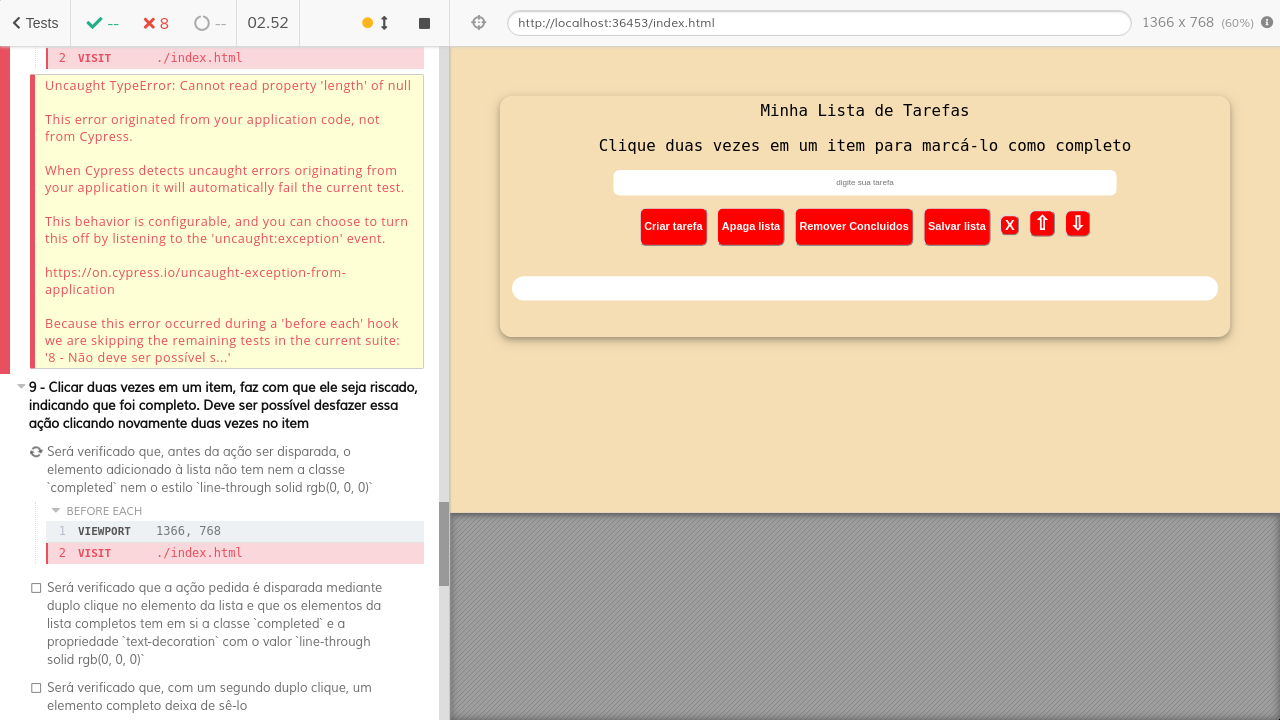 Tests
--
8
--
02.52
http://localhost:36453/index.html
1366 x 768 (60%)
2 VISIT ./index.html
Uncaught TypeError: Cannot read property 'length' of null
This error originated from your application code, not
from Cypress.
When Cypress detects uncaught errors originating from
your application it will automatically fail the current test.
This behavior is configurable, and you can choose to turn
this off by listening to the 'uncaught:exception' event.
https://on.cypress.io/uncaught-exception-from-
application
Because this error occurred during a 'before each' hook
we are skipping the remaining tests in the current suite:
'8 - Não deve ser possível s...'
9 - Clicar duas vezes em um item, faz com que ele seja riscado,
indicando que foi completo. Deve ser possível desfazer essa
ação clicando novamente duas vezes no item
Será verificado que, antes da ação ser disparada, o
elemento adicionado à lista não tem nem a classe
`completed` nem o estilo `line-through solid rgb(0, 0, 0)`
BEFORE EACH
1 VIEWPORT 1366, 768
2 VISIT ./index.html
Será verificado que a ação pedida é disparada mediante
duplo clique no elemento da lista e que os elementos da
lista completos tem em si a classe `completed` e a
propriedade `text-decoration` com o valor `line-through
solid rgb(0, 0, 0)`
Será verificado que, com um segundo duplo clique, um
elemento completo deixa de sê-lo
Minha Lista de Tarefas
Clique duas vezes em um item para marcá-lo como completo
digite sua tarefa
Criar tarefa
Apaga lista
Remover Concluidos
Salvar lista
X
⇧
⇩